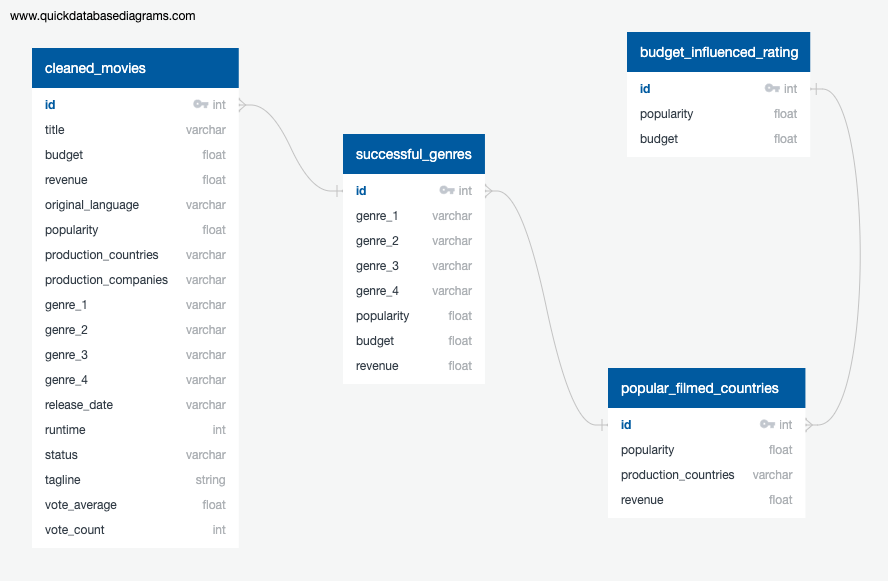 www.quickdatabasediagrams.com
cleaned_movies
id int
title varchar
budget float
revenue float
original_language varchar
popularity float
production_countries varchar
production_companies varchar
genre_1 varchar
genre_2 varchar
genre_3 varchar
genre_4 varchar
release_date varchar
runtime int
status varchar
tagline string
vote_average float
vote_count int
successful_genres
id int
genre_1 varchar
genre_2 varchar
genre_3 varchar
genre_4 varchar
popularity float
budget float
revenue float
budget_influenced_rating
id int
popularity float
budget float
popular_filmed_countries
id int
popularity float
production_countries varchar
revenue float